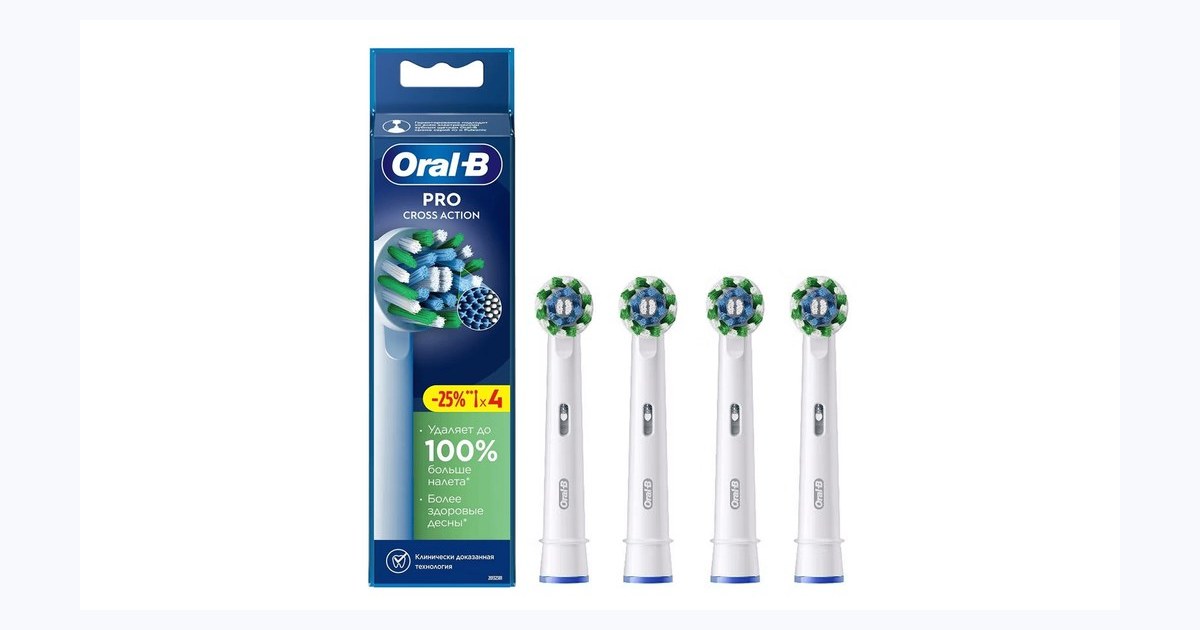 Oral-B
PRO
CROSS ACTION
-25%** x 4
• Удаляет до
100%
больше
налета*
• Более
здоровые
десны*
Клинически доказанная
технология
Oral-B
Oral-B
Oral-B
Oral-B